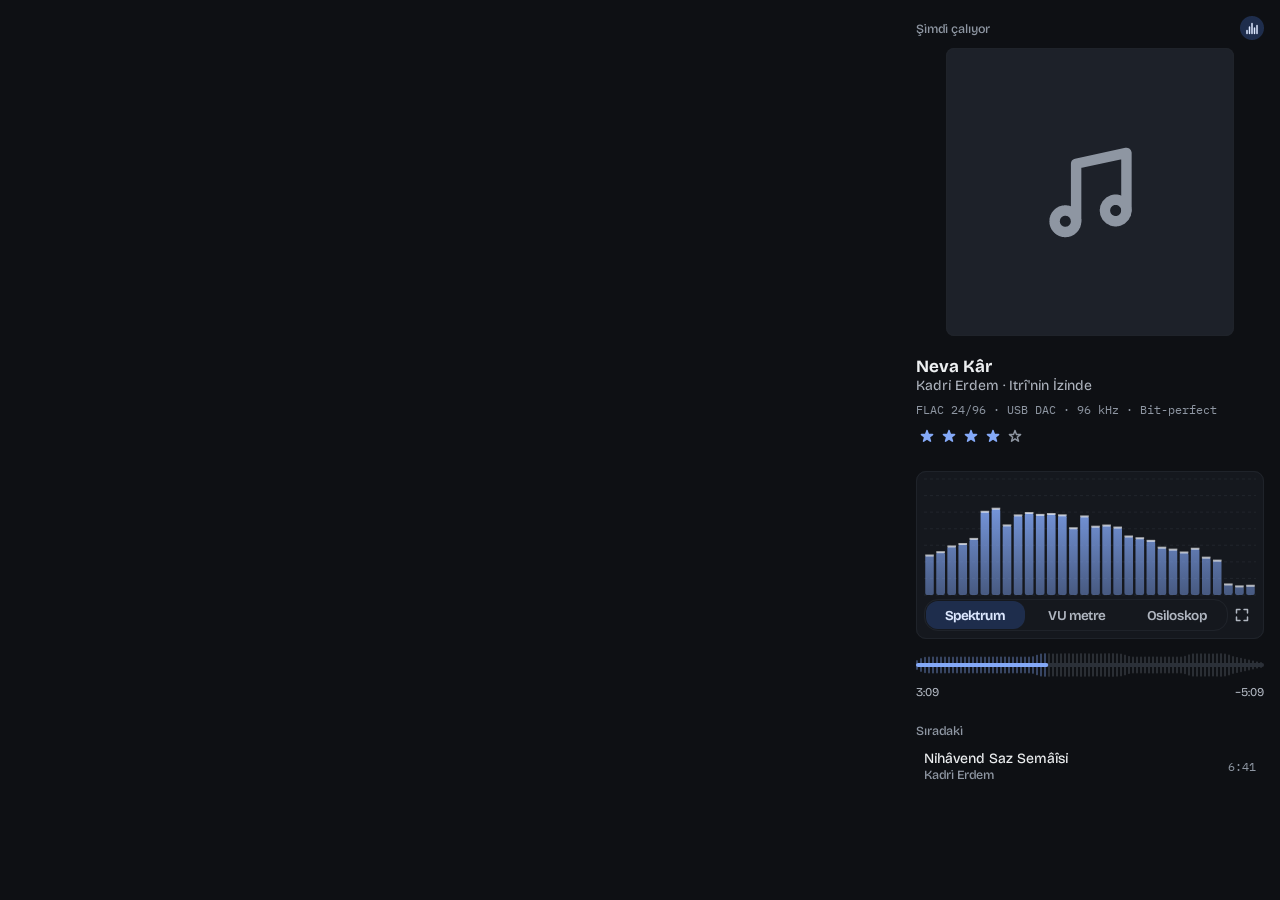 Şimdi çalıyor
Neva Kâr
Kadri Erdem · Itrî'nin İzinde
FLAC 24/96 · USB DAC · 96 kHz · Bit-perfect
Spektrum
VU metre
Osiloskop
3:09
−5:09
Sıradaki
Nihâvend Saz Semâîsi
Kadri Erdem
6:41